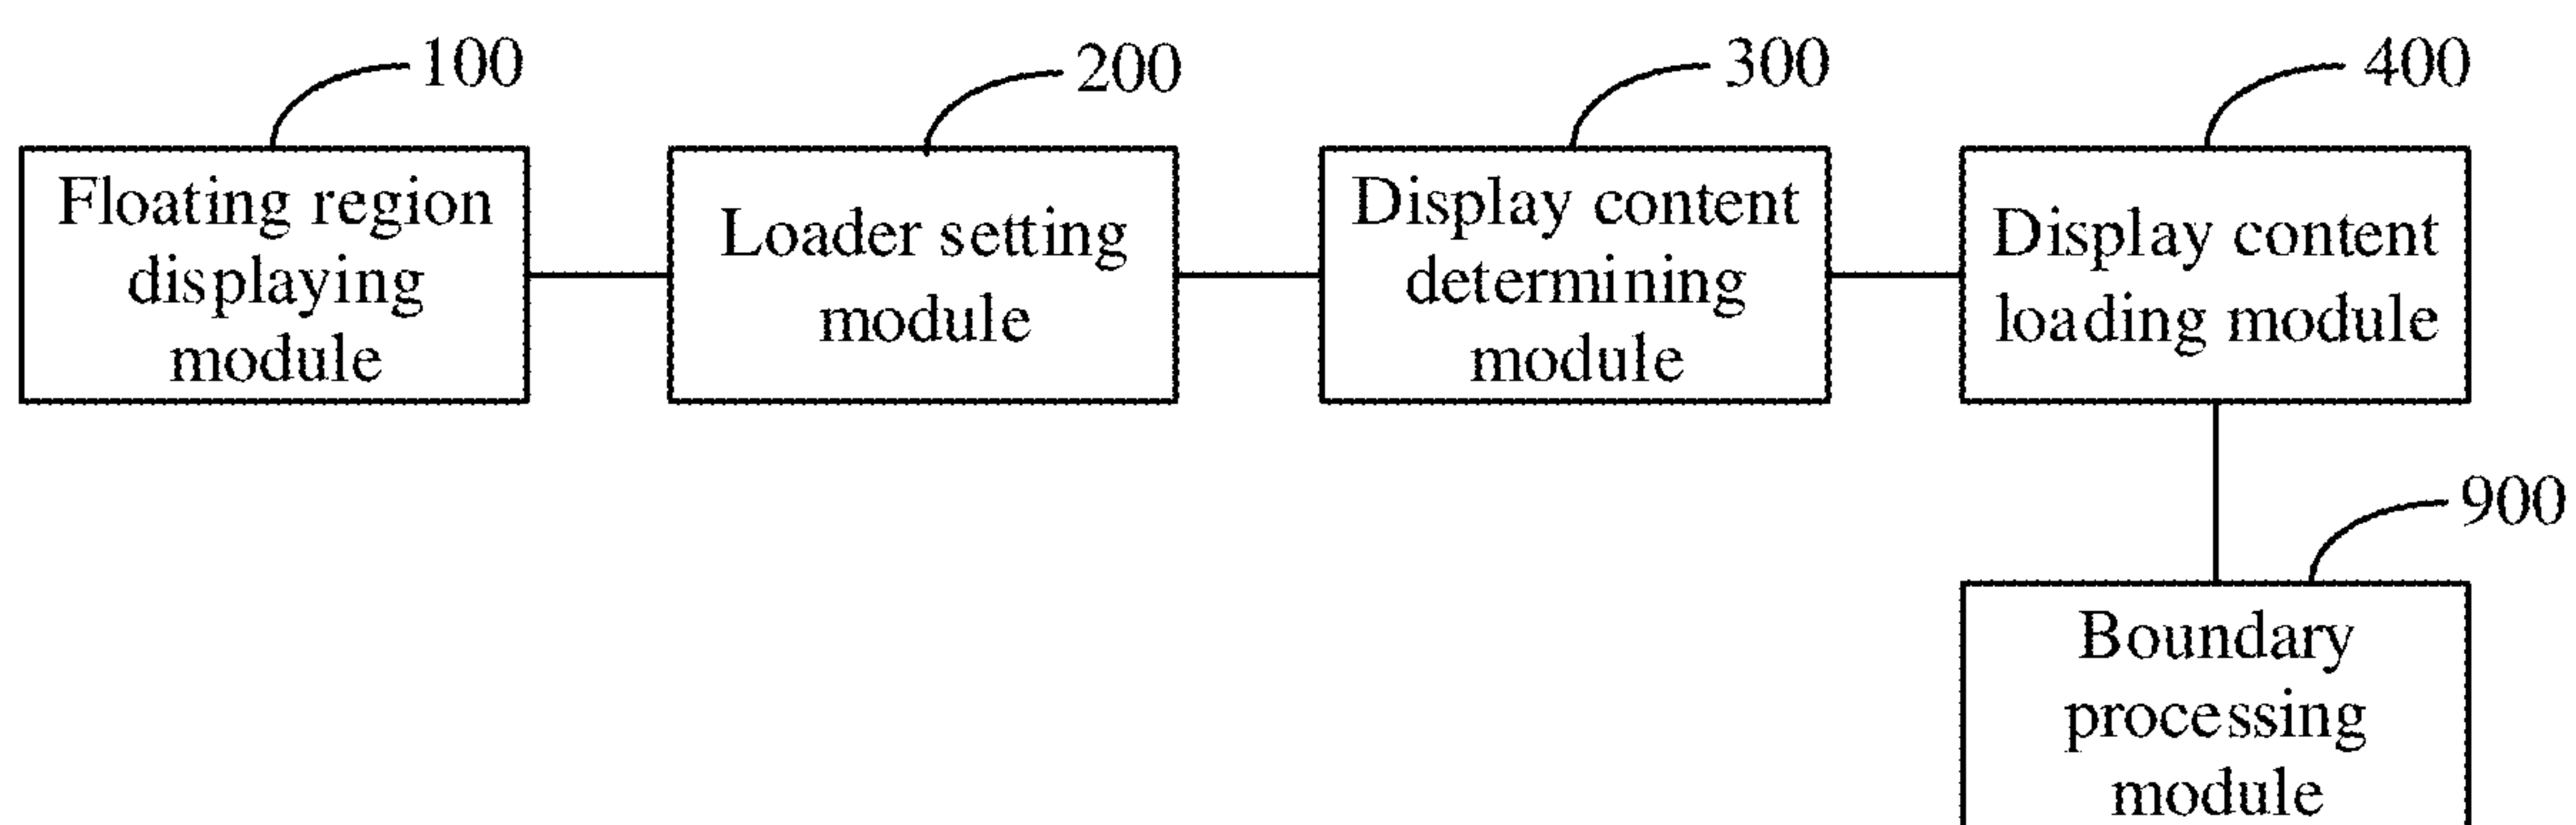 100
200
300
400
Floating region
displaying
module
Loader setting
module
Display content
determining
module
Display content
loading module
900
Boundary
processing
module